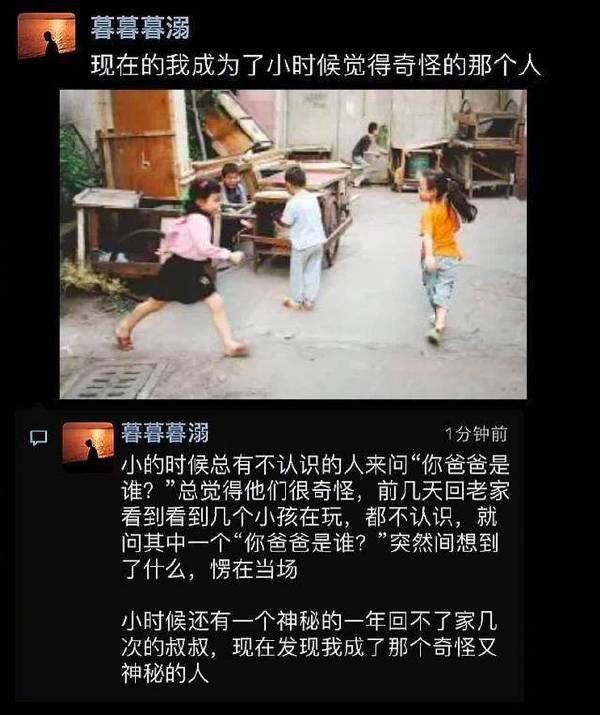 暮暮暮溺
现在的我成为了小时候觉得奇怪的那个人
暮暮暮溺
1分钟前
小的时候总有不认识的人来问“你爸爸是
谁？”总觉得他们很奇怪，前几天回老家
看到看到几个小孩在玩，都不认识，就
问其中一个“你爸爸是谁？”突然间想到
了什么，愣在当场
小时候还有一个神秘的一年回不了家几
次的叔叔，现在发现我成了那个奇怪又
神秘的人